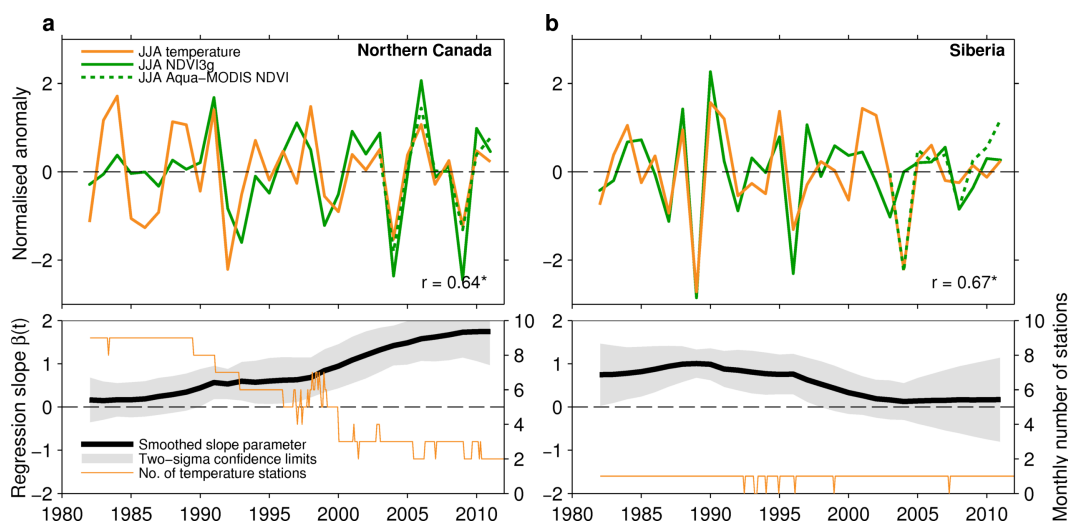 a
b
Northern Canada
Siberia
JJA temperature
JJA NDVI3g
JJA Aqua−MODIS NDVI
Normalised anomaly
2
0
−2
2
0
−2
r = 0.64*
r = 0.67*
Regression slope β(t)
2
1
0
−1
−2
10
8
6
4
2
0
Smoothed slope parameter
Two−sigma confidence limits
No. of temperature stations
2
1
0
−1
−2
10
8
6
4
2
0
Monthly number of stations
1980 1985 1990 1995 2000 2005 2010
1980 1985 1990 1995 2000 2005 2010